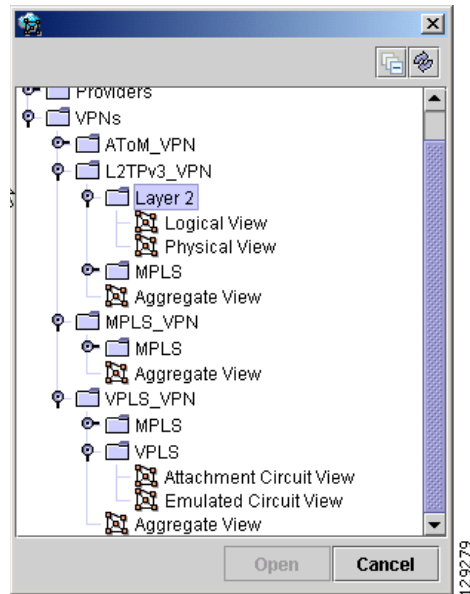 Providers
VPNs
AToM_VPN
L2TPv3_VPN
Layer 2
Logical View
Physical View
MPLS
Aggregate View
MPLS_VPN
MPLS
Aggregate View
VPLS_VPN
MPLS
VPLS
Attachment Circuit View
Emulated Circuit View
Aggregate View
Open Cancel
129279